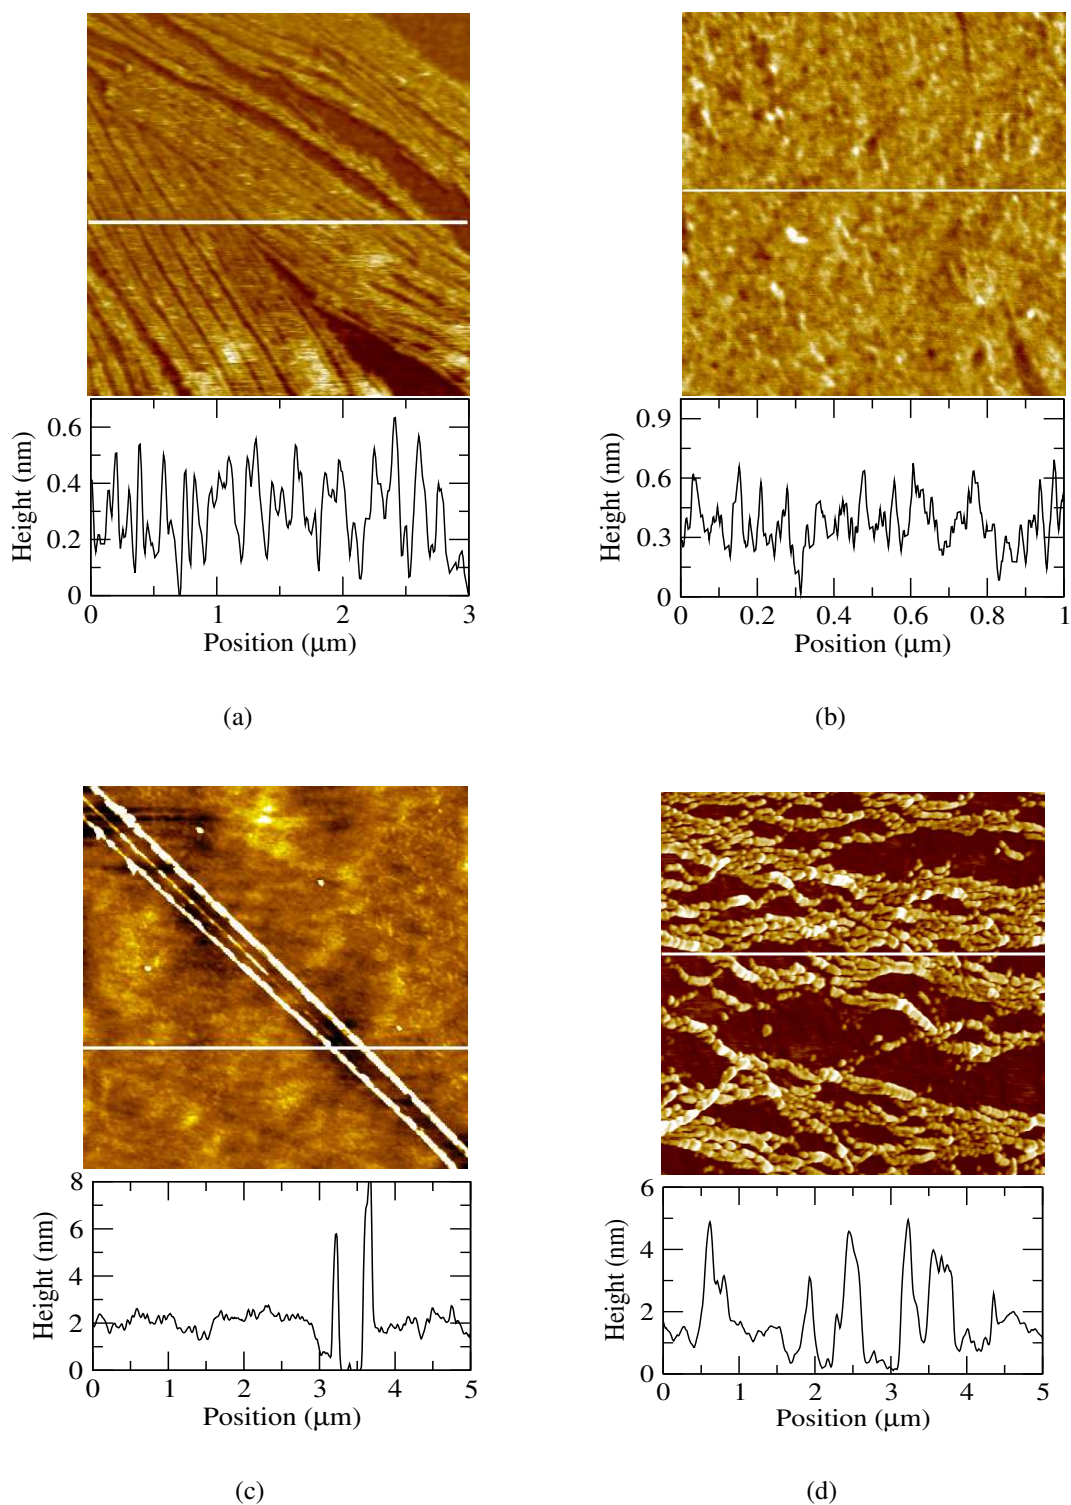 0.6
0.4
0.2
0
Height (nm)
0 1 2 3
Position (μm)
(a)
0.9
0.6
0.3
0
Height (nm)
0 0.2 0.4 0.6 0.8 1
Position (μm)
(b)
8
6
4
2
0
Height (nm)
0 1 2 3 4 5
Position (μm)
(c)
6
4
2
0
Height (nm)
0 1 2 3 4 5
Position (μm)
(d)